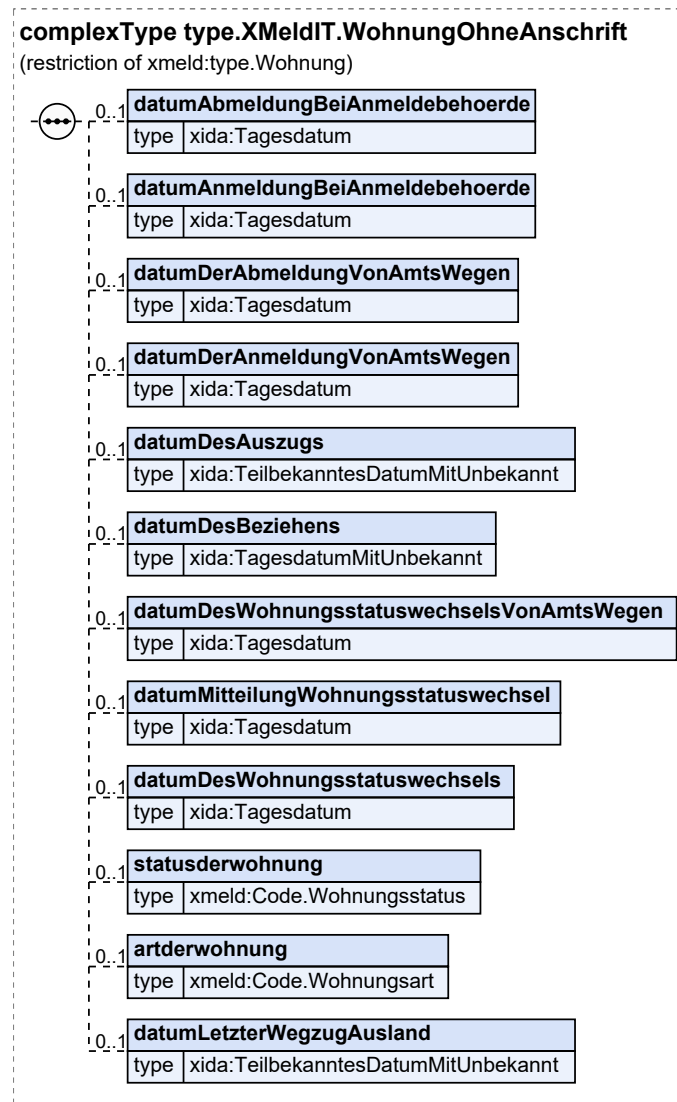 complexType type.XMeldIT.WohnungOhneAnschrift
(restriction of xmeld:type.Wohnung)
0..1 datumAbmeldungBeiAnmeldebehoerde
type xida:Tagesdatum
0..1 datumAnmeldungBeiAnmeldebehoerde
type xida:Tagesdatum
0..1 datumDerAbmeldungVonAmtsWegen
type xida:Tagesdatum
0..1 datumDerAnmeldungVonAmtsWegen
type xida:Tagesdatum
0..1 datumDesAuszugs
type xida:TeilbekanntesDatumMitUnbekannt
0..1 datumDesBeziehens
type xida:TagesdatumMitUnbekannt
0..1 datumDesWohnungsstatuswechselsVonAmtsWegen
type xida:Tagesdatum
0..1 datumMitteilungWohnungsstatuswechsel
type xida:Tagesdatum
0..1 datumDesWohnungsstatuswechsels
type xida:Tagesdatum
0..1 statusderwohnung
type xmeld:Code.Wohnungsstatus
0..1 artderwohnung
type xmeld:Code.Wohnungsart
0..1 datumLetzterWegzugAusland
type xida:TeilbekanntesDatumMitUnbekannt